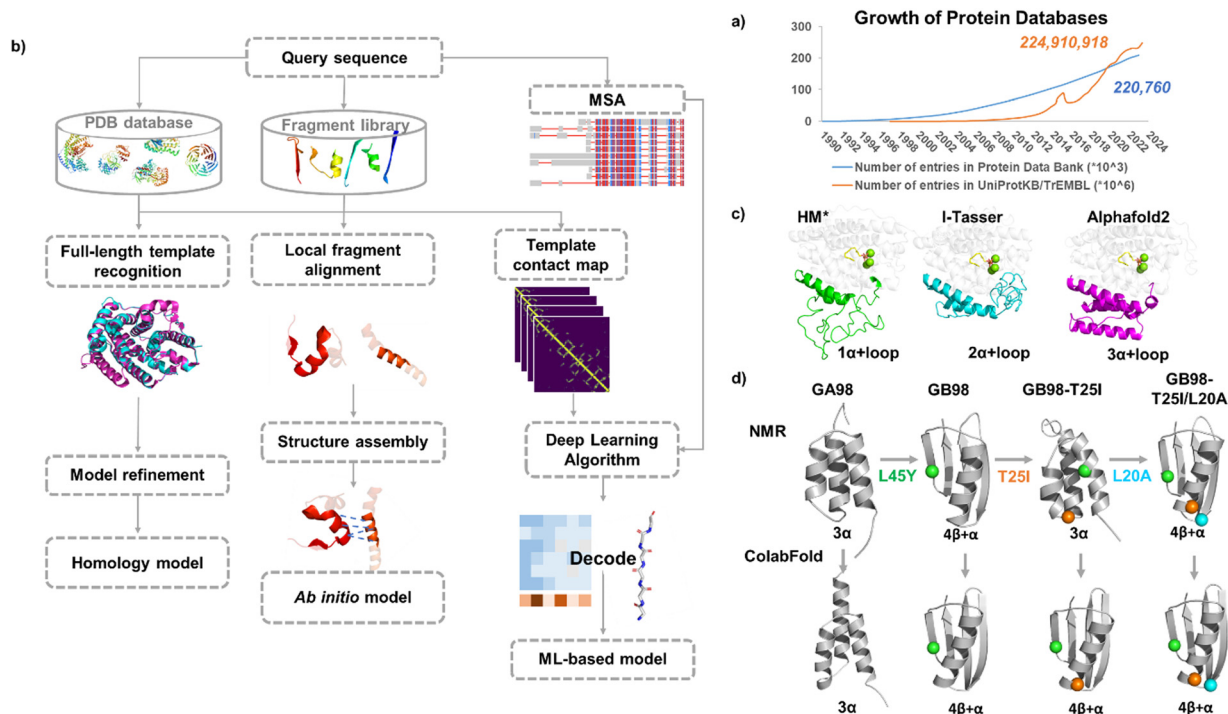 b)
Query sequence
PDB database
Fragment library
MSA
Full-length template
recognition
Local fragment
alignment
Template
contact map
Model refinement
Structure assembly
Deep Learning
Algorithm
Homology model
Ab initio model
Decode
ML-based model
a)
Growth of Protein Databases
300
200
100
0
224,910,918
220,760
1990
1992
1994
1996
1998
2000
2002
2004
2006
2008
2010
2012
2014
2016
2018
2020
2022
2024
Number of entries in Protein Data Bank (*10^3)
Number of entries in UniProtKB/TrEMBL (*10^6)
c)
HM*
I-Tasser
Alphafold2
1α+loop
2α+loop
3α+loop
d)
GA98
GB98
GB98-T25I
GB98-
T25I/L20A
NMR
L45Y
T25I
L20A
3α
4β+α
3α
4β+α
ColabFold
3α
4β+α
4β+α
4β+α